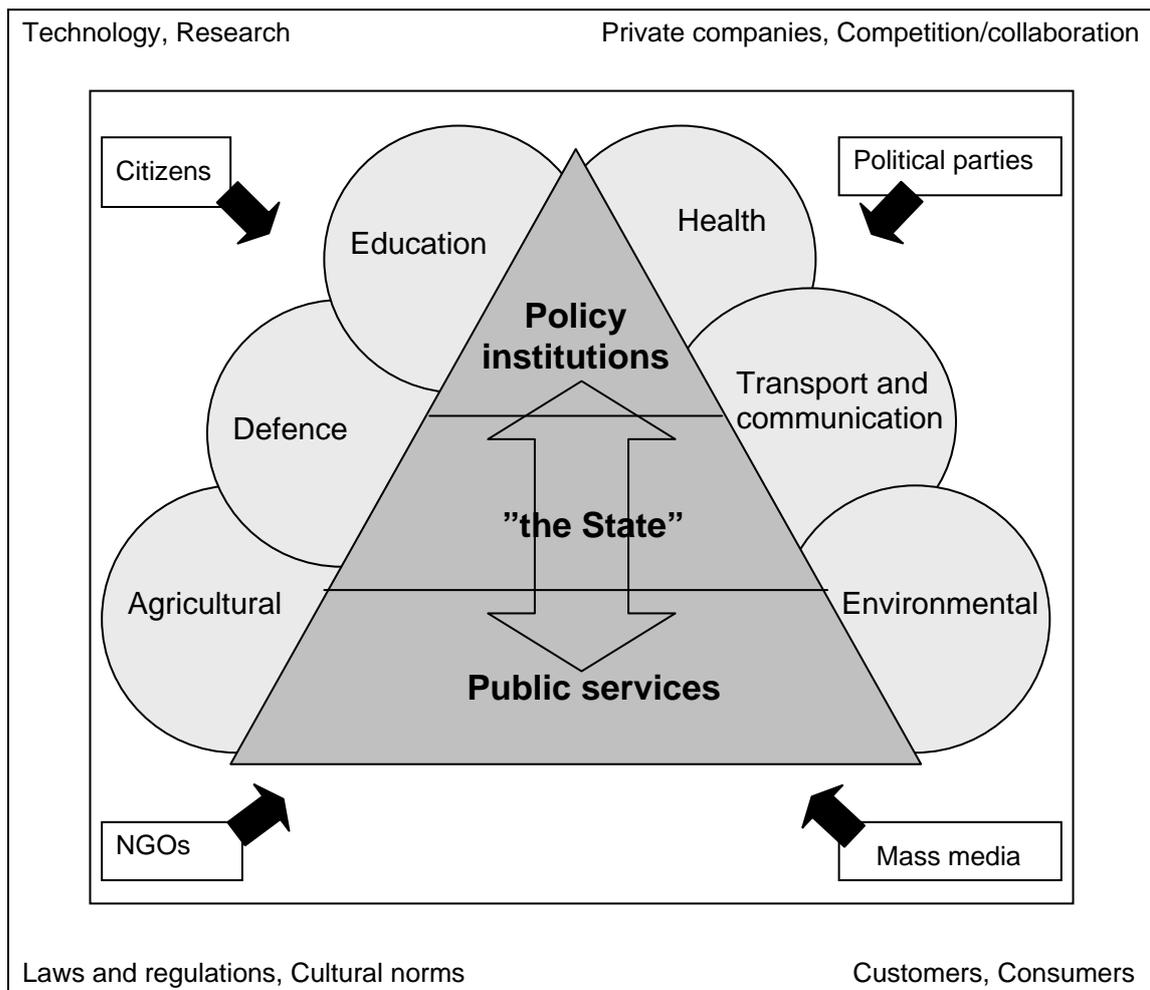 Technology, Research
Private companies, Competition/collaboration
Citizens
Political parties
Education
Health
Policy
institutions
Transport and
communication
Defence
”the State”
Agricultural
Environmental
Public services
NGOs
Mass media
Laws and regulations, Cultural norms
Customers, Consumers